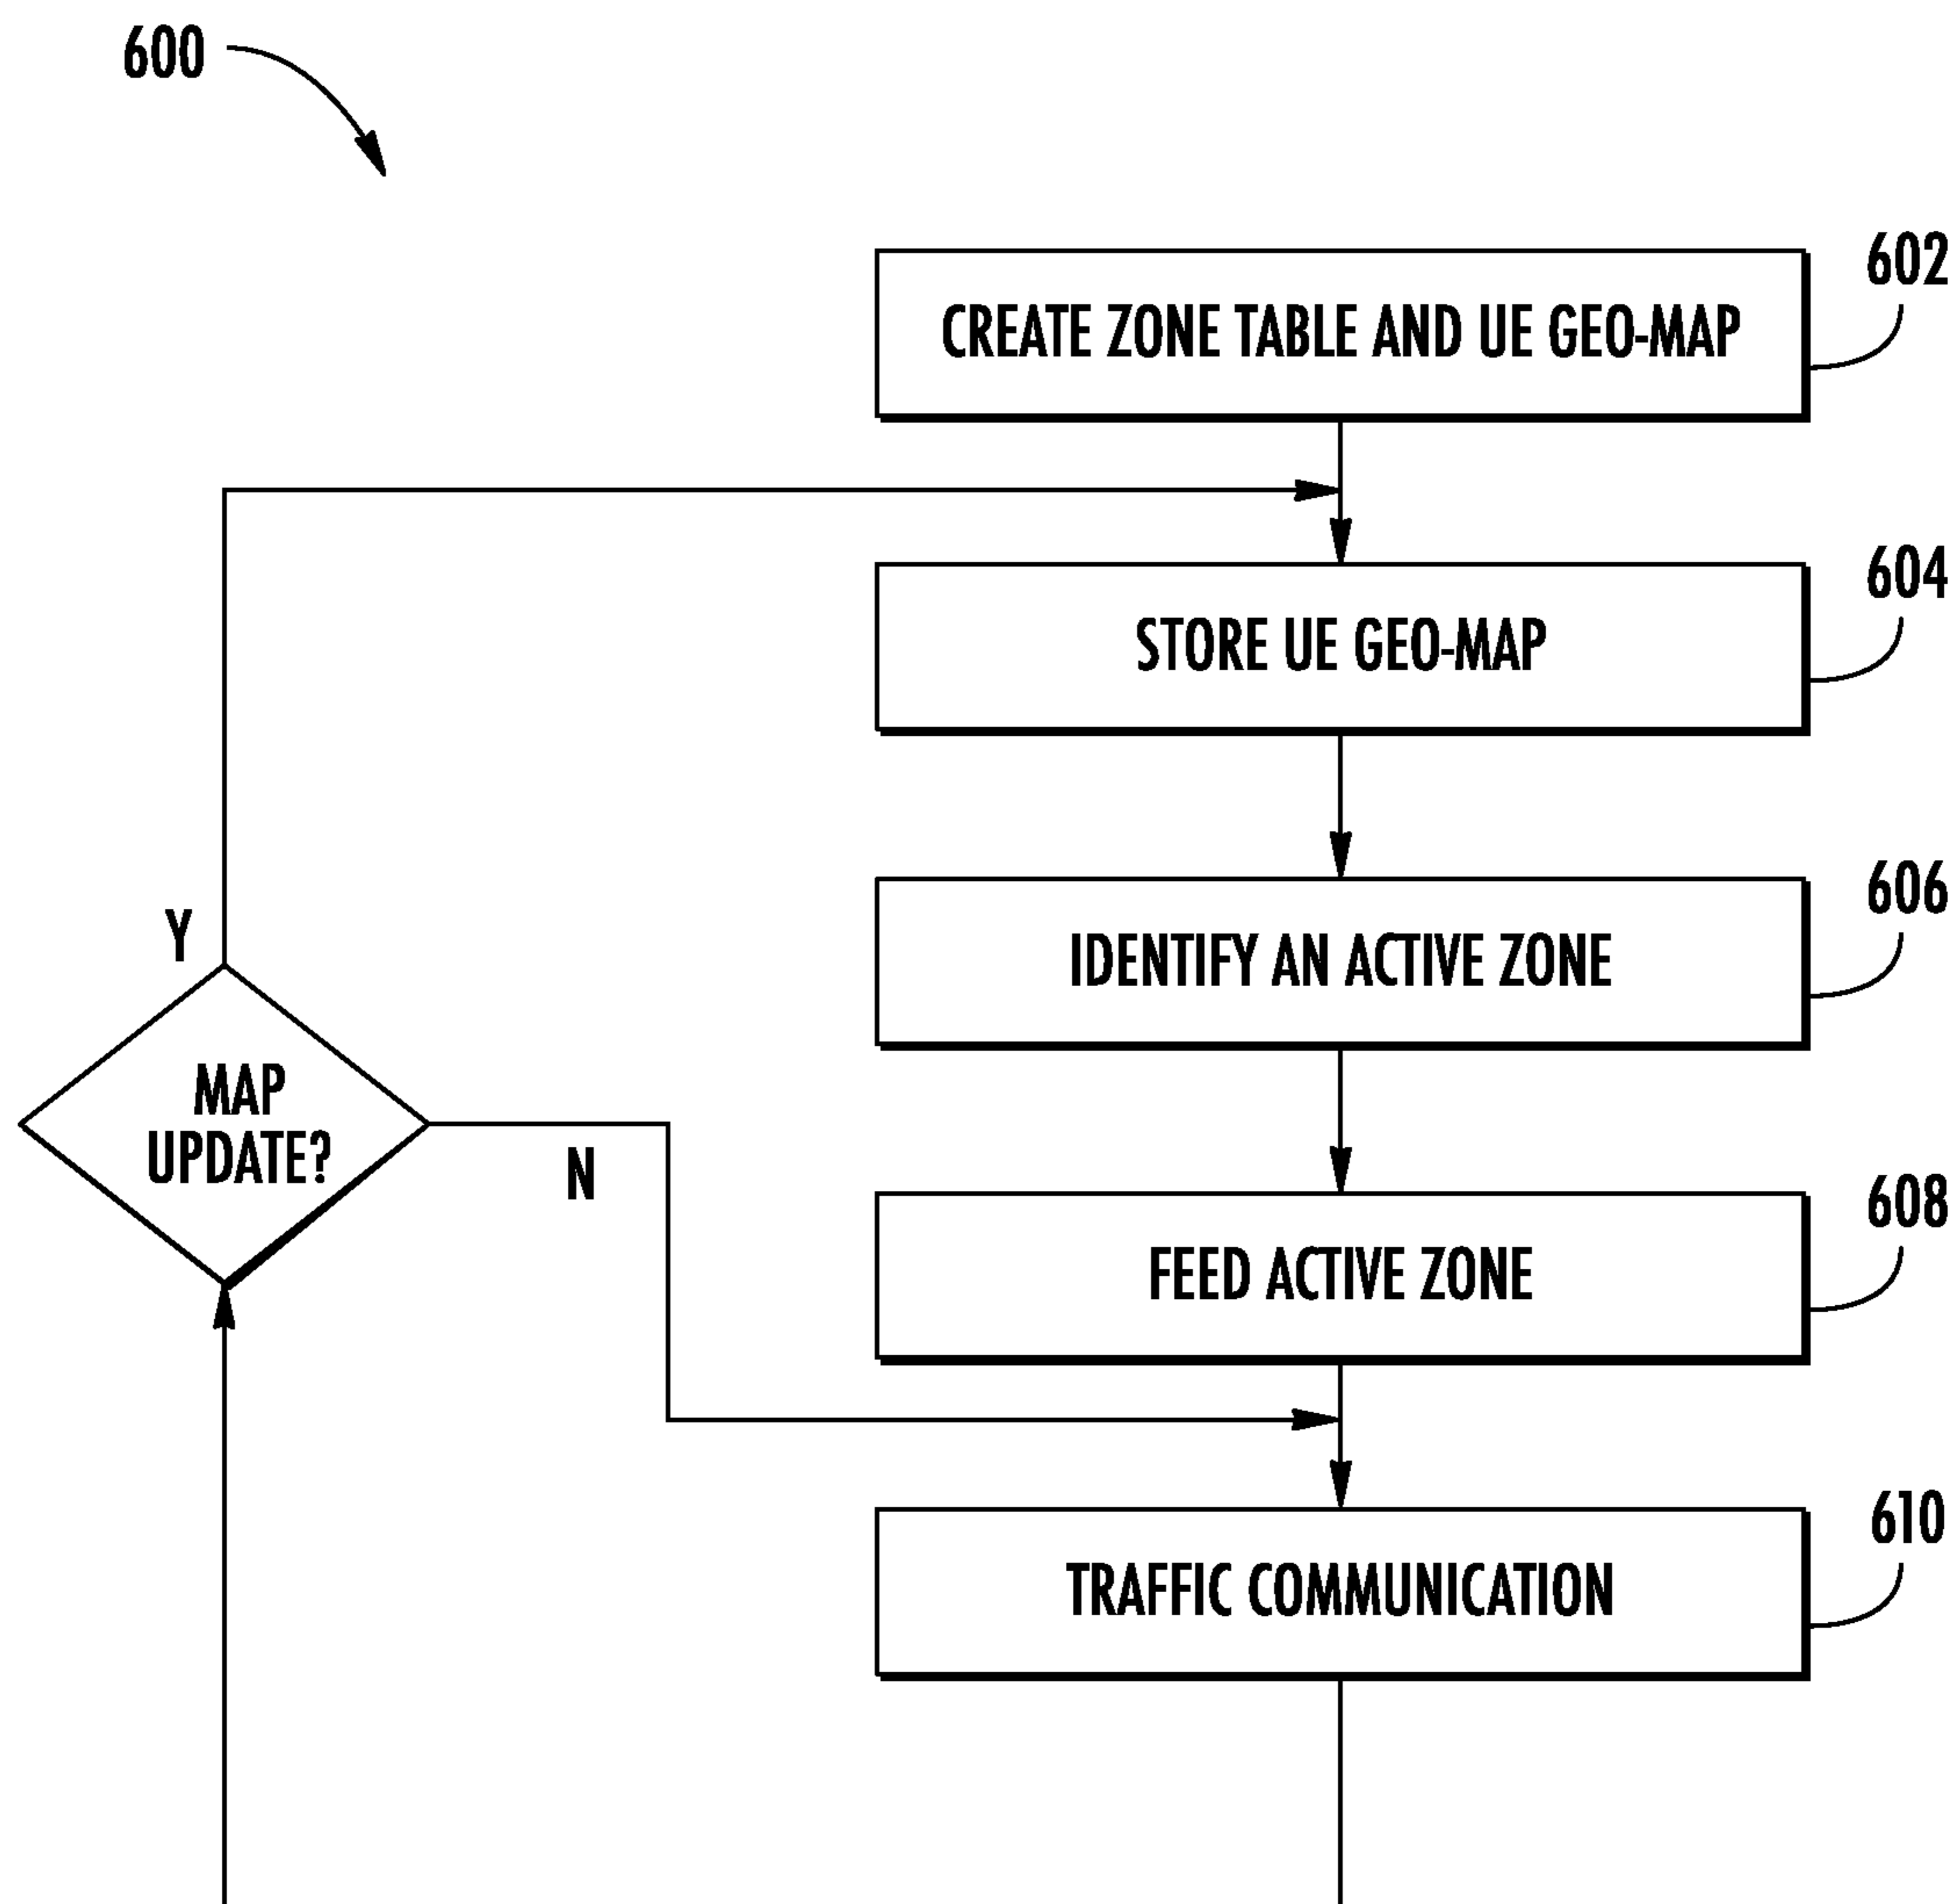 600
602
CREATE ZONE TABLE AND UE GEO-MAP
604
STORE UE GEO-MAP
606
IDENTIFY AN ACTIVE ZONE
Y
MAP
UPDATE?
N
608
FEED ACTIVE ZONE
610
TRAFFIC COMMUNICATION